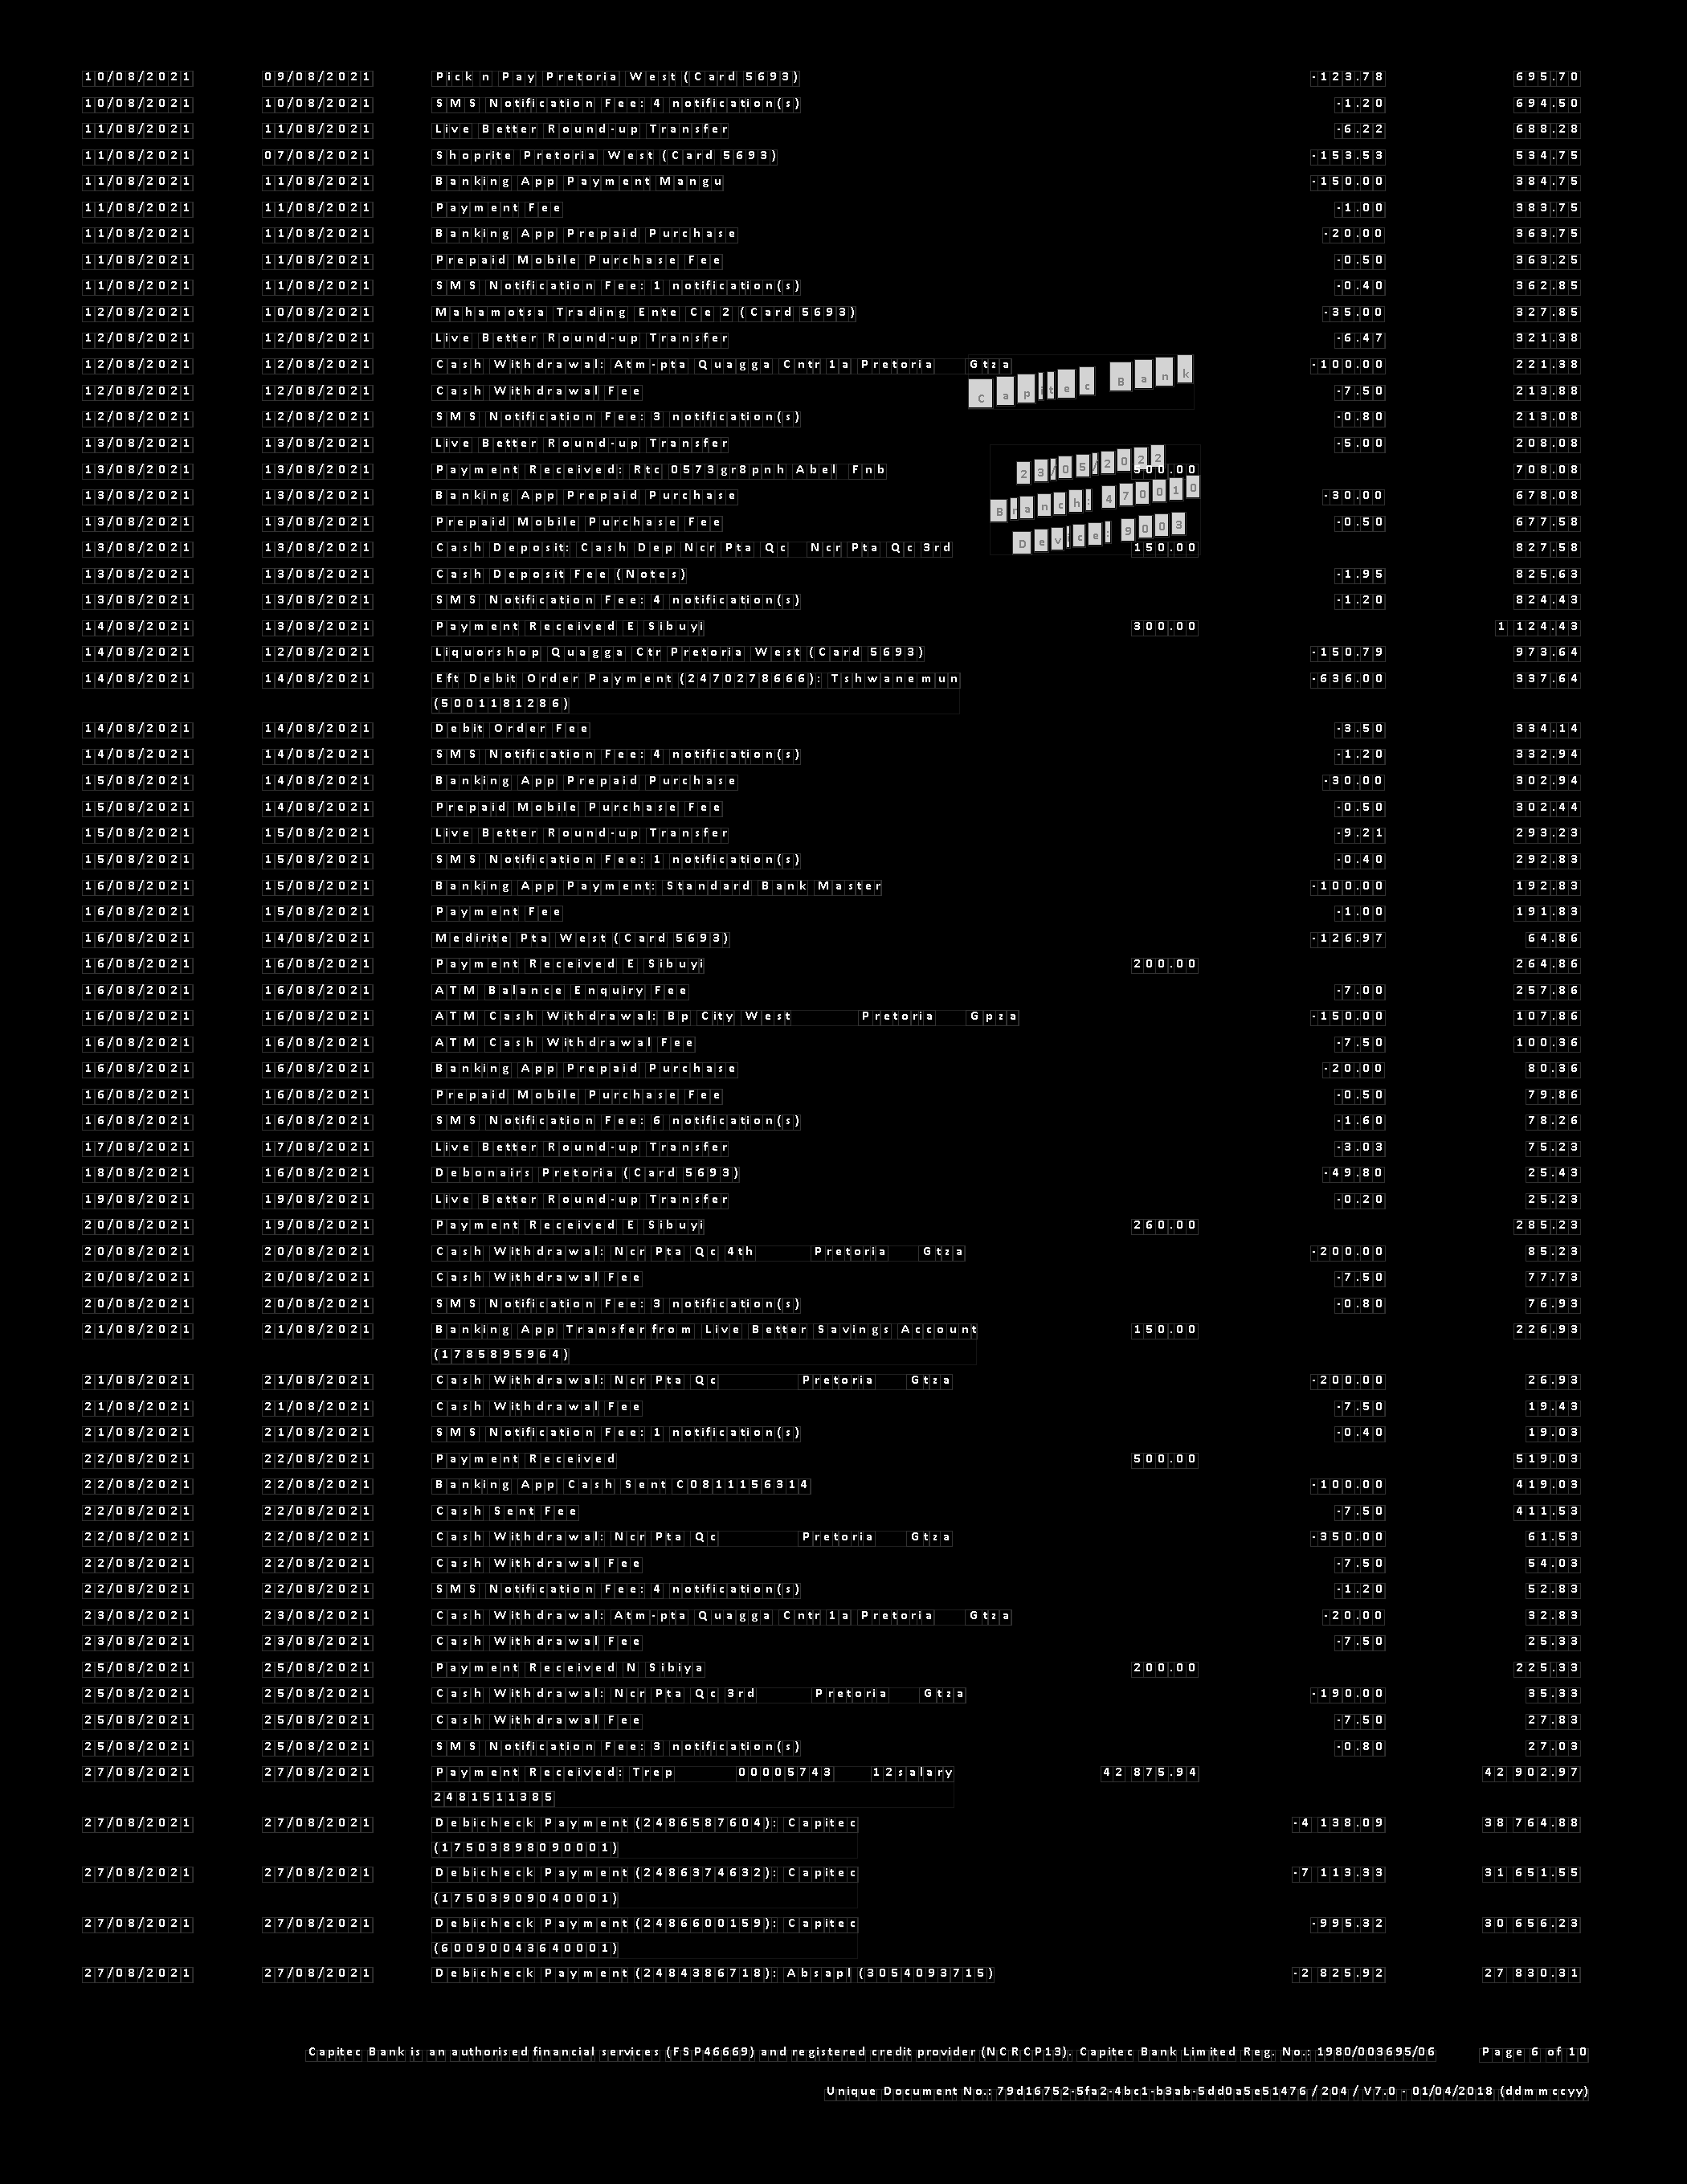 10/08/2021 09/08/2021 Pick n Pay Pretoria West (Card 5693) -123.78 695.70
10/08/2021 10/08/2021 SMS Notification Fee: 4 notification(s) -1.20 694.50
11/08/2021 11/08/2021 Live Better Round-up Transfer -6.22 688.28
11/08/2021 07/08/2021 Shoprite Pretoria West (Card 5693) -153.53 534.75
11/08/2021 11/08/2021 Banking App Payment Mangu -150.00 384.75
11/08/2021 11/08/2021 Payment Fee -1.00 383.75
11/08/2021 11/08/2021 Banking App Prepaid Purchase -20.00 363.75
11/08/2021 11/08/2021 Prepaid Mobile Purchase Fee -0.50 363.25
11/08/2021 11/08/2021 SMS Notification Fee: 1 notification(s) -0.40 362.85
12/08/2021 10/08/2021 Mahamotsa Trading Ente Ce 2 (Card 5693) -35.00 327.85
12/08/2021 12/08/2021 Live Better Round-up Transfer -6.47 321.38
12/08/2021 12/08/2021 Cash Withdrawal: Atm-pta Quagga Cntr 1a Pretoria Gtza -100.00 221.38
Capitec Bank
12/08/2021 12/08/2021 Cash Withdrawal Fee -7.50 213.88
12/08/2021 12/08/2021 SMS Notification Fee: 3 notification(s) -0.80 213.08
13/08/2021 13/08/2021 Live Better Round-up Transfer -5.00 208.08
23/05/2022
13/08/2021 13/08/2021 Payment Received: Rtc 0573gr8pnh Abel Fnb 500.00 708.08
13/08/2021 13/08/2021 Banking App Prepaid Purchase -30.00 678.08
Branch: 470010
13/08/2021 13/08/2021 Prepaid Mobile Purchase Fee -0.50 677.58
Device: 9003
13/08/2021 13/08/2021 Cash Deposit: Cash Dep Ncr Pta Qc Ncr Pta Qc 3rd 150.00 827.58
13/08/2021 13/08/2021 Cash Deposit Fee (Notes) -1.95 825.63
13/08/2021 13/08/2021 SMS Notification Fee: 4 notification(s) -1.20 824.43
14/08/2021 13/08/2021 Payment Received E Sibuyi 300.00 1 124.43
14/08/2021 12/08/2021 Liquorshop Quagga Ctr Pretoria West (Card 5693) -150.79 973.64
14/08/2021 14/08/2021 Eft Debit Order Payment (2470278666): Tshwanemun -636.00 337.64
(5001181286)
14/08/2021 14/08/2021 Debit Order Fee -3.50 334.14
14/08/2021 14/08/2021 SMS Notification Fee: 4 notification(s) -1.20 332.94
15/08/2021 14/08/2021 Banking App Prepaid Purchase -30.00 302.94
15/08/2021 14/08/2021 Prepaid Mobile Purchase Fee -0.50 302.44
15/08/2021 15/08/2021 Live Better Round-up Transfer -9.21 293.23
15/08/2021 15/08/2021 SMS Notification Fee: 1 notification(s) -0.40 292.83
16/08/2021 15/08/2021 Banking App Payment: Standard Bank Master -100.00 192.83
16/08/2021 15/08/2021 Payment Fee -1.00 191.83
16/08/2021 14/08/2021 Medirite Pta West (Card 5693) -126.97 64.86
16/08/2021 16/08/2021 Payment Received E Sibuyi 200.00 264.86
16/08/2021 16/08/2021 ATM Balance Enquiry Fee -7.00 257.86
16/08/2021 16/08/2021 ATM Cash Withdrawal: Bp City West Pretoria Gpza -150.00 107.86
16/08/2021 16/08/2021 ATM Cash Withdrawal Fee -7.50 100.36
16/08/2021 16/08/2021 Banking App Prepaid Purchase -20.00 80.36
16/08/2021 16/08/2021 Prepaid Mobile Purchase Fee -0.50 79.86
16/08/2021 16/08/2021 SMS Notification Fee: 6 notification(s) -1.60 78.26
17/08/2021 17/08/2021 Live Better Round-up Transfer -3.03 75.23
18/08/2021 16/08/2021 Debonairs Pretoria (Card 5693) -49.80 25.43
19/08/2021 19/08/2021 Live Better Round-up Transfer -0.20 25.23
20/08/2021 19/08/2021 Payment Received E Sibuyi 260.00 285.23
20/08/2021 20/08/2021 Cash Withdrawal: Ncr Pta Qc 4th Pretoria Gtza -200.00 85.23
20/08/2021 20/08/2021 Cash Withdrawal Fee -7.50 77.73
20/08/2021 20/08/2021 SMS Notification Fee: 3 notification(s) -0.80 76.93
21/08/2021 21/08/2021 Banking App Transfer from Live Better Savings Account 150.00 226.93
(1785895964)
21/08/2021 21/08/2021 Cash Withdrawal: Ncr Pta Qc Pretoria Gtza -200.00 26.93
21/08/2021 21/08/2021 Cash Withdrawal Fee -7.50 19.43
21/08/2021 21/08/2021 SMS Notification Fee: 1 notification(s) -0.40 19.03
22/08/2021 22/08/2021 Payment Received 500.00 519.03
22/08/2021 22/08/2021 Banking App Cash Sent C0811156314 -100.00 419.03
22/08/2021 22/08/2021 Cash Sent Fee -7.50 411.53
22/08/2021 22/08/2021 Cash Withdrawal: Ncr Pta Qc Pretoria Gtza -350.00 61.53
22/08/2021 22/08/2021 Cash Withdrawal Fee -7.50 54.03
22/08/2021 22/08/2021 SMS Notification Fee: 4 notification(s) -1.20 52.83
23/08/2021 23/08/2021 Cash Withdrawal: Atm-pta Quagga Cntr 1a Pretoria Gtza -20.00 32.83
23/08/2021 23/08/2021 Cash Withdrawal Fee -7.50 25.33
25/08/2021 25/08/2021 Payment Received N Sibiya 200.00 225.33
25/08/2021 25/08/2021 Cash Withdrawal: Ncr Pta Qc 3rd Pretoria Gtza -190.00 35.33
25/08/2021 25/08/2021 Cash Withdrawal Fee -7.50 27.83
25/08/2021 25/08/2021 SMS Notification Fee: 3 notification(s) -0.80 27.03
27/08/2021 27/08/2021 Payment Received: Trep 00005743 12salary 42 875.94 42 902.97
2481511385
27/08/2021 27/08/2021 Debicheck Payment (2486587604): Capitec -4 138.09 38 764.88
(17503898090001)
27/08/2021 27/08/2021 Debicheck Payment (2486374632): Capitec -7 113.33 31 651.55
(17503909040001)
27/08/2021 27/08/2021 Debicheck Payment (2486600159): Capitec -995.32 30 656.23
(60090043640001)
27/08/2021 27/08/2021 Debicheck Payment (2484386718): Absapl (3054093715) -2 825.92 27 830.31
Capitec Bank is an authorised financial services (FSP46669) and registered credit provider (NCRCP13). Capitec Bank Limited Reg. No.: 1980/003695/06 Page 6 of 10
Unique Document No.: 79d16752-5fa2-4bc1-b3ab-5dd0a5e51476 / 204 / V7.0 - 01/04/2018 (ddmmccyy)